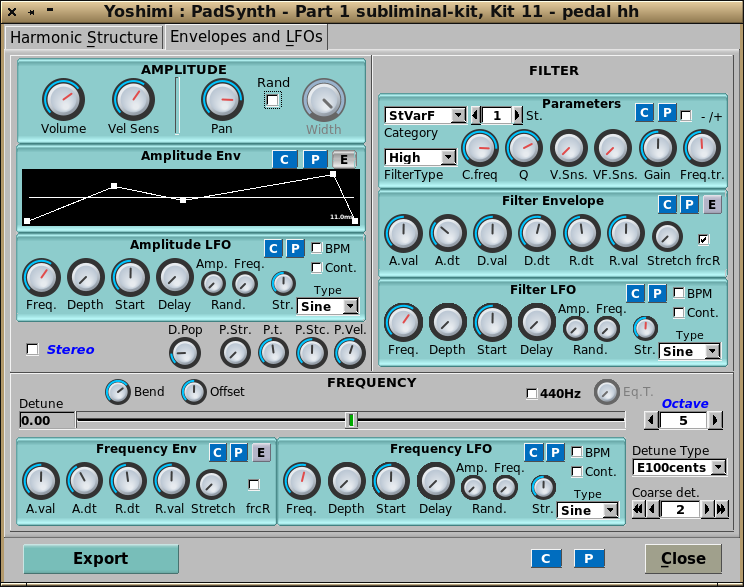 Yoshimi : PadSynth - Part 1 subliminal-kit, Kit 11 - pedal hh
Harmonic Structure
Envelopes and LFOs
AMPLITUDE
Rand
Volume
Vel Sens
Pan
Width
Amplitude Env
C
P
E
11.0ms
Amplitude LFO
C
P
BPM
Cont.
Amp.
Freq.
Type
Freq.
Depth
Start
Delay
Rand.
Str.
Sine
Stereo
D.Pop
P.Str.
P.t.
P.Stc.
P.Vel.
FILTER
Parameters
C
P
- /+
StVarF
1
St.
Category
High
FilterType
C.freq
Q
V.Sns.
VF.Sns.
Gain
Freq.tr.
Filter Envelope
C
P
E
A.val
A.dt
D.val
D.dt
R.dt
R.val
Stretch
frcR
Filter LFO
C
P
BPM
Cont.
Amp.
Freq.
Type
Freq.
Depth
Start
Delay
Rand.
Str.
Sine
FREQUENCY
Bend
Offset
440Hz
Eq.T.
Detune
0.00
Octave
5
Frequency Env
C
P
E
A.val
A.dt
R.dt
R.val
Stretch
frcR
Frequency LFO
C
P
BPM
Cont.
Amp.
Freq.
Type
Freq.
Depth
Start
Delay
Rand.
Str.
Sine
Detune Type
E100cents
Coarse det.
2
Export
C
P
Close